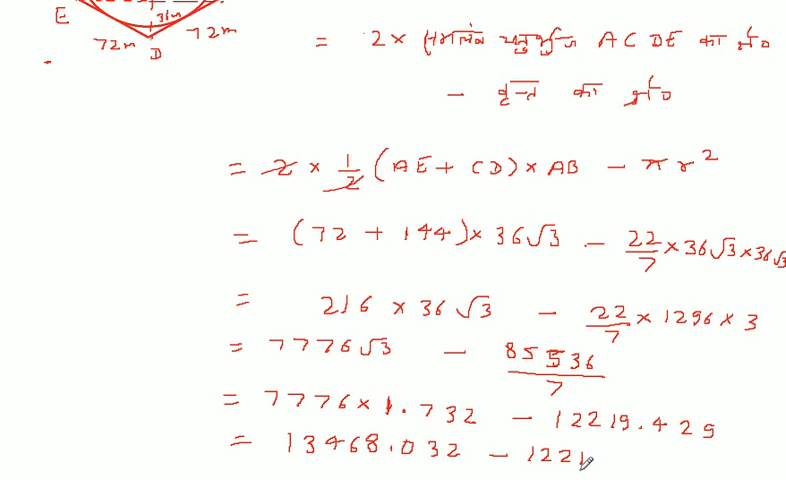 E
36m
72m 72m
D
= 2 × समलंब चतुर्भुज ACDE का क्षे०
- वृत्त का क्षे०
= 2 × 1/2 (AE + CD) × AB - πr²
= (72 + 144) × 36√3 - 22/7 × 36√3 × 36√3
= 216 × 36√3 - 22/7 × 1296 × 3
= 7776√3 - 85536/7
= 7776 × 1.732 - 12219.429
= 13468.032 - 1221